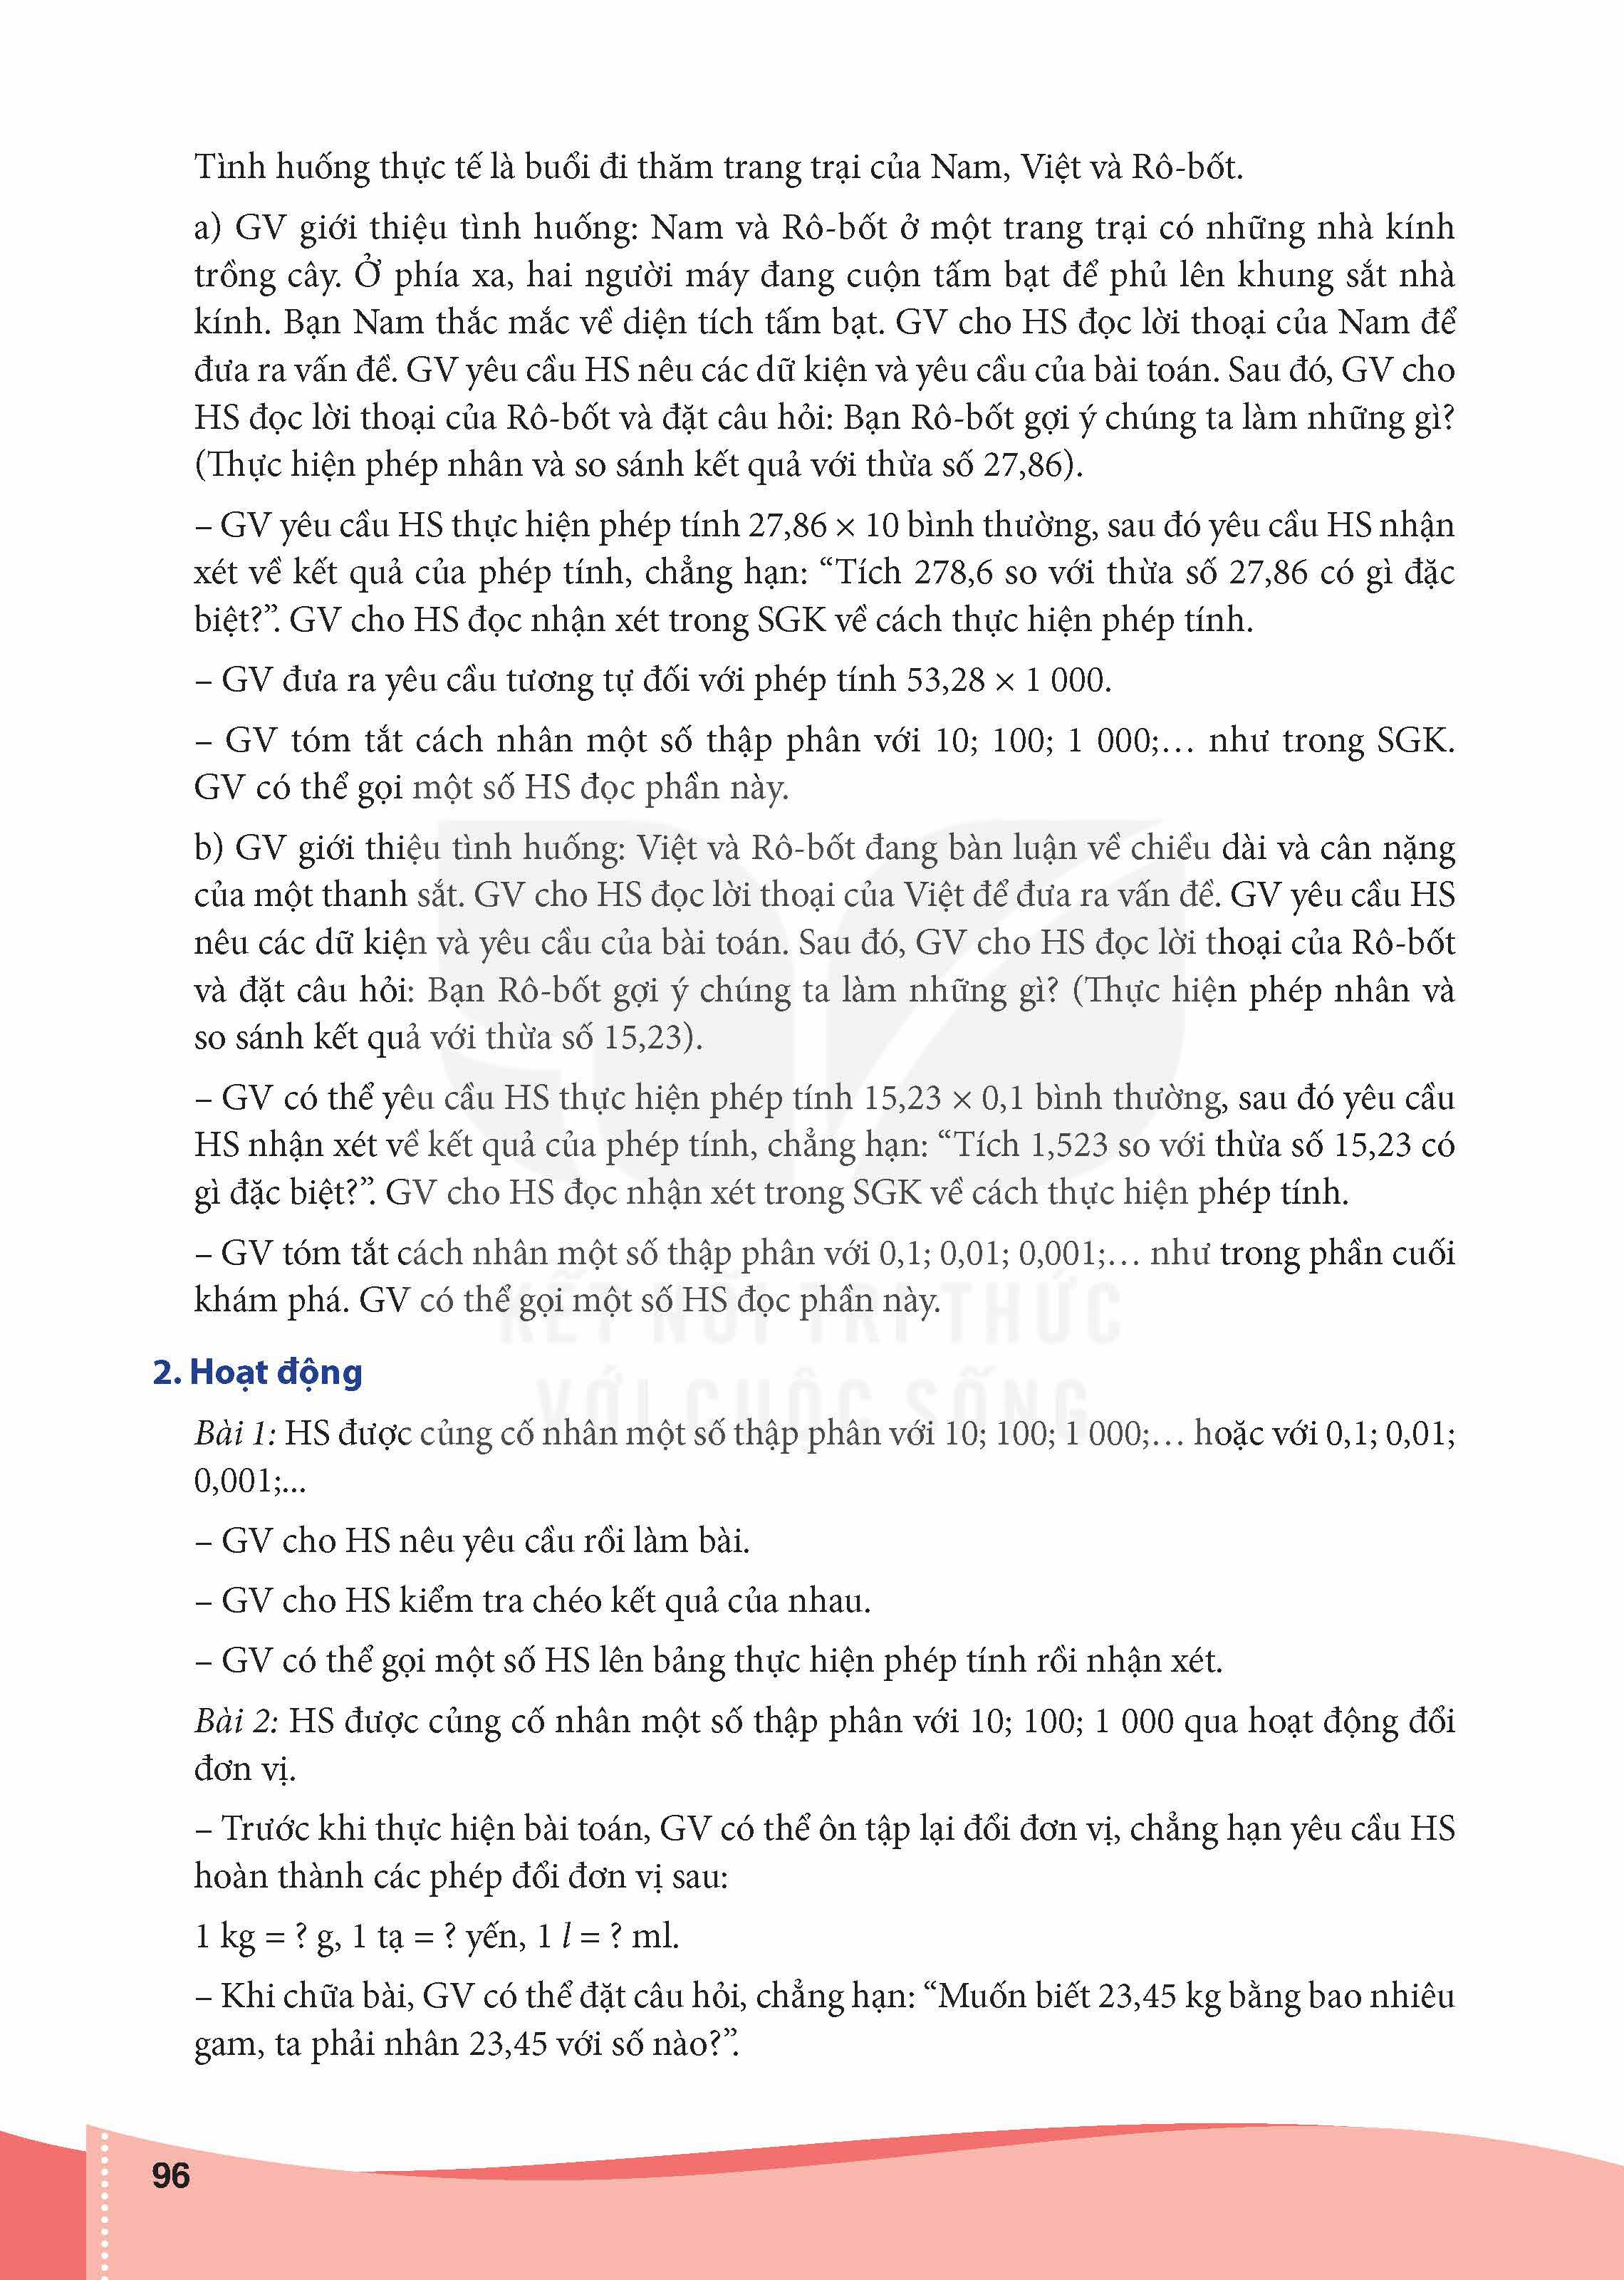 Tình huống thực tế là buổi đi thăm trang trại của Nam, Việt và Rô-bốt.
a) GV giới thiệu tình huống: Nam và Rô-bốt ở một trang trại có những nhà kính
trồng cây. Ở phía xa, hai người máy đang cuộn tấm bạt để phủ lên khung sắt nhà
kính. Bạn Nam thắc mắc về diện tích tấm bạt. GV cho HS đọc lời thoại của Nam để
đưa ra vấn đề. GV yêu cầu HS nêu các dữ kiện và yêu cầu của bài toán. Sau đó, GV cho
HS đọc lời thoại của Rô-bốt và đặt câu hỏi: Bạn Rô-bốt gợi ý chúng ta làm những gì?
(Thực hiện phép nhân và so sánh kết quả với thừa số 27,86).
– GV yêu cầu HS thực hiện phép tính 27,86 × 10 bình thường, sau đó yêu cầu HS nhận
xét về kết quả của phép tính, chẳng hạn: “Tích 278,6 so với thừa số 27,86 có gì đặc
biệt?”. GV cho HS đọc nhận xét trong SGK về cách thực hiện phép tính.
– GV đưa ra yêu cầu tương tự đối với phép tính 53,28 × 1 000.
– GV tóm tắt cách nhân một số thập phân với 10; 100; 1 000;… như trong SGK.
GV có thể gọi một số HS đọc phần này.
b) GV giới thiệu tình huống: Việt và Rô-bốt đang bàn luận về chiều dài và cân nặng
của một thanh sắt. GV cho HS đọc lời thoại của Việt để đưa ra vấn đề. GV yêu cầu HS
nêu các dữ kiện và yêu cầu của bài toán. Sau đó, GV cho HS đọc lời thoại của Rô-bốt
và đặt câu hỏi: Bạn Rô-bốt gợi ý chúng ta làm những gì? (Thực hiện phép nhân và
so sánh kết quả với thừa số 15,23).
– GV có thể yêu cầu HS thực hiện phép tính 15,23 × 0,1 bình thường, sau đó yêu cầu
HS nhận xét về kết quả của phép tính, chẳng hạn: “Tích 1,523 so với thừa số 15,23 có
gì đặc biệt?”. GV cho HS đọc nhận xét trong SGK về cách thực hiện phép tính.
– GV tóm tắt cách nhân một số thập phân với 0,1; 0,01; 0,001;… như trong phần cuối
khám phá. GV có thể gọi một số HS đọc phần này.
KẾT NỐI TRI THỨC
VỚI CUỘC SỐNG
2. Hoạt động
Bài 1: HS được củng cố nhân một số thập phân với 10; 100; 1 000;… hoặc với 0,1; 0,01;
0,001;...
– GV cho HS nêu yêu cầu rồi làm bài.
– GV cho HS kiểm tra chéo kết quả của nhau.
– GV có thể gọi một số HS lên bảng thực hiện phép tính rồi nhận xét.
Bài 2: HS được củng cố nhân một số thập phân với 10; 100; 1 000 qua hoạt động đổi
đơn vị.
– Trước khi thực hiện bài toán, GV có thể ôn tập lại đổi đơn vị, chẳng hạn yêu cầu HS
hoàn thành các phép đổi đơn vị sau:
1 kg = ? g, 1 tạ = ? yến, 1 l = ? ml.
– Khi chữa bài, GV có thể đặt câu hỏi, chẳng hạn: “Muốn biết 23,45 kg bằng bao nhiêu
gam, ta phải nhân 23,45 với số nào?”.
96